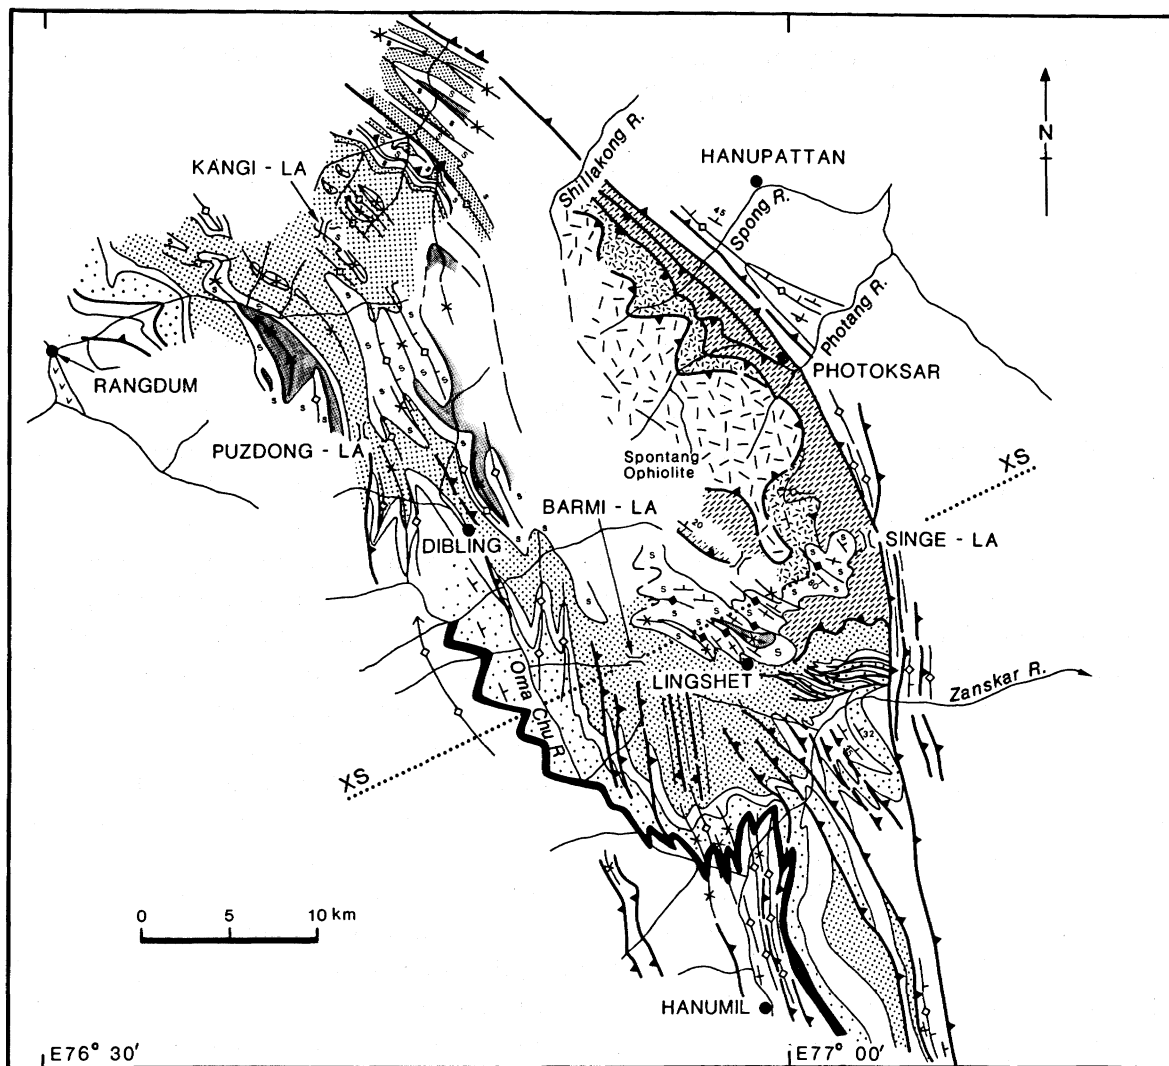 Shillakong R.
N
HANUPATTAN
KANGI - LA
45
Spong R.
Photang R.
RANGDUM
PHOTOKSAR
PUZDONG - LA
Spontang
Ophiolite
XS
BARMI - LA
20
DIBLING
SINGE - LA
LINGSHET
Oma Chu R
Zanskar R.
32
XS
0 5 10 km
HANUMIL
E76° 30′
E77° 00′